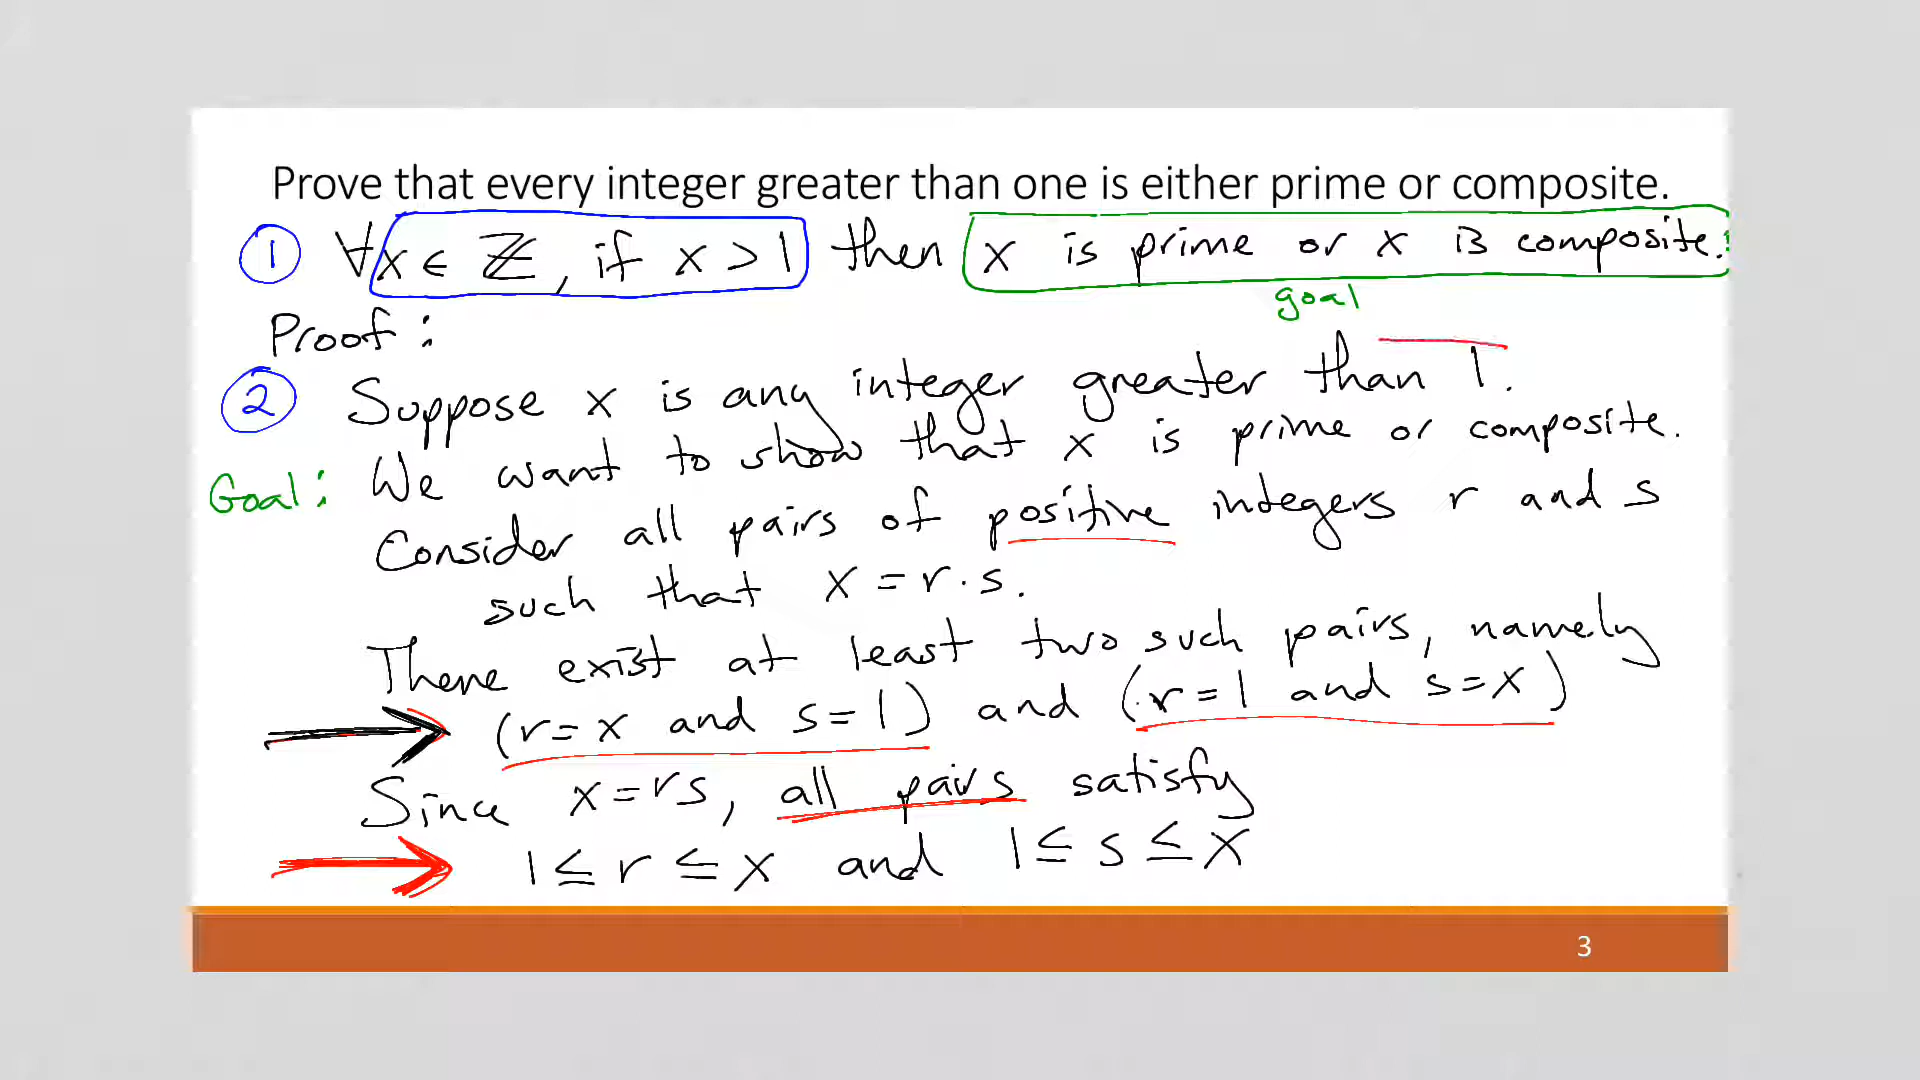 Prove that every integer greater than one is either prime or composite.
① ∀x ∈ ℤ, if x > 1 then x is prime or x is composite.
goal
Proof:
② Suppose x is any integer greater than 1.
Goal: We want to show that x is prime or composite.
Consider all pairs of positive integers r and s
such that x = r·s.
There exist at least two such pairs, namely
(r = x and s = 1) and (r = 1 and s = x)
Since x = rs, all pairs satisfy
1 ≤ r ≤ x and 1 ≤ s ≤ x
3